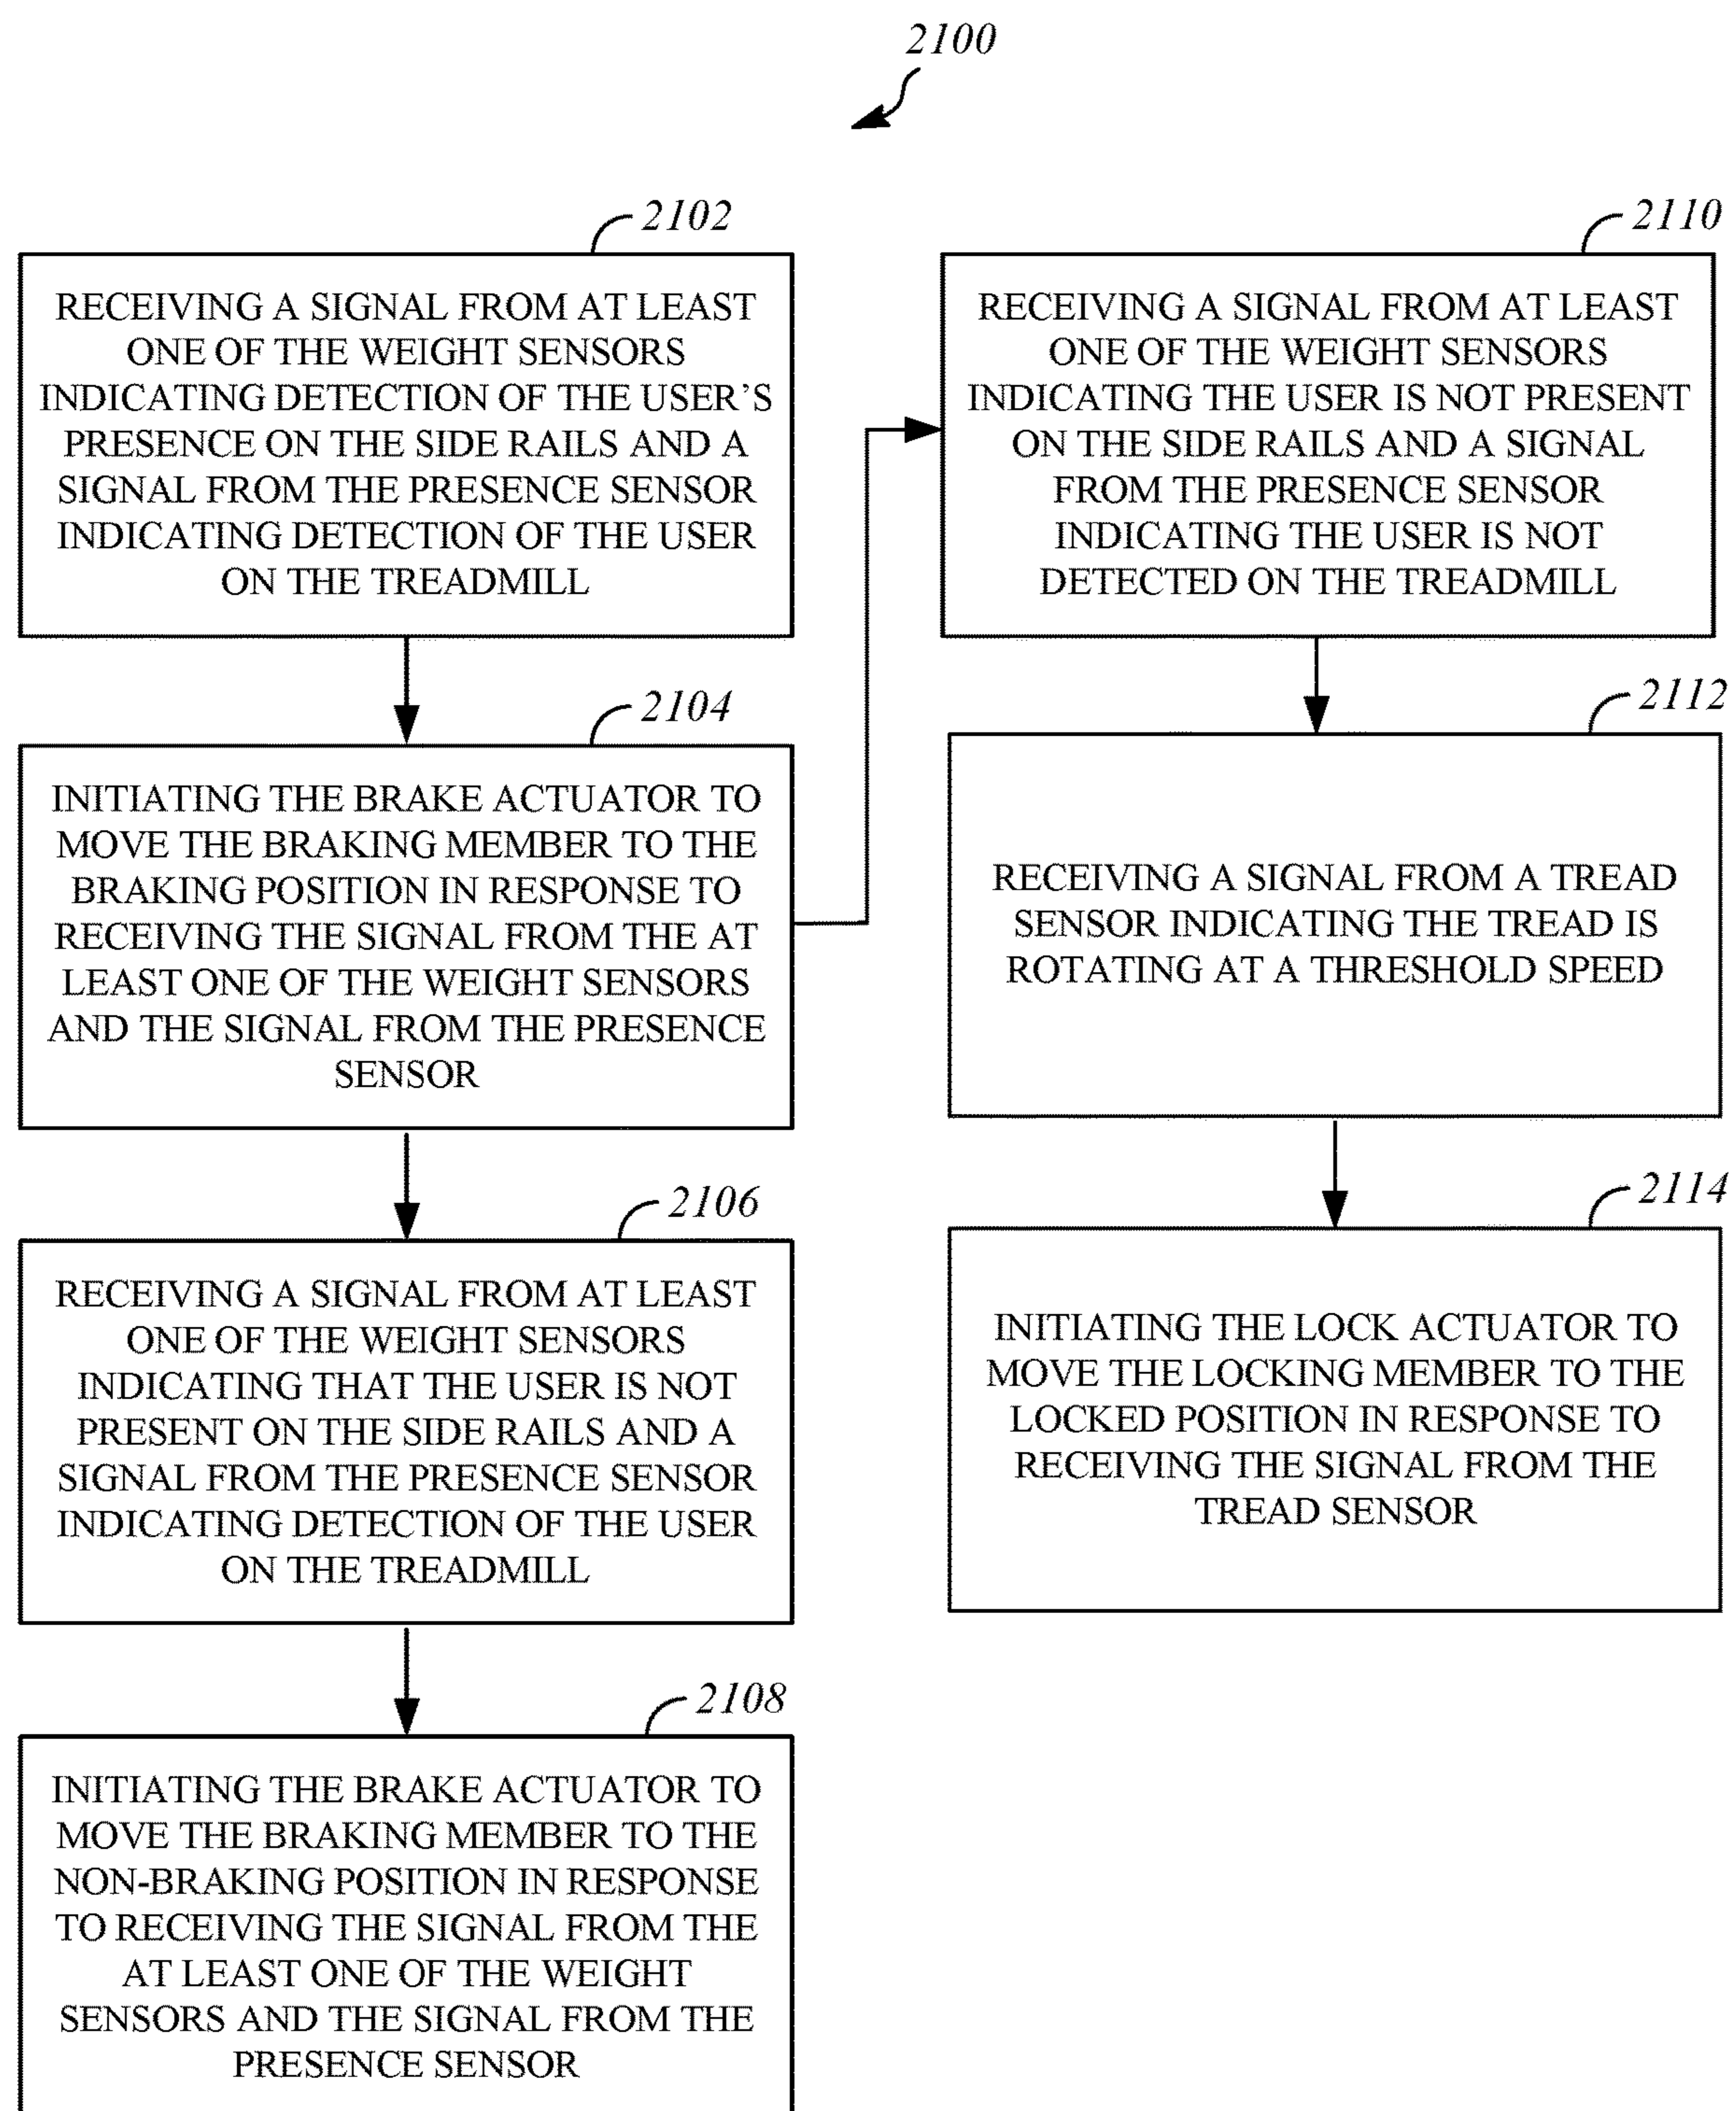 2100
2102
RECEIVING A SIGNAL FROM AT LEAST
ONE OF THE WEIGHT SENSORS
INDICATING DETECTION OF THE USER'S
PRESENCE ON THE SIDE RAILS AND A
SIGNAL FROM THE PRESENCE SENSOR
INDICATING DETECTION OF THE USER
ON THE TREADMILL
2104
INITIATING THE BRAKE ACTUATOR TO
MOVE THE BRAKING MEMBER TO THE
BRAKING POSITION IN RESPONSE TO
RECEIVING THE SIGNAL FROM THE AT
LEAST ONE OF THE WEIGHT SENSORS
AND THE SIGNAL FROM THE PRESENCE
SENSOR
2106
RECEIVING A SIGNAL FROM AT LEAST
ONE OF THE WEIGHT SENSORS
INDICATING THAT THE USER IS NOT
PRESENT ON THE SIDE RAILS AND A
SIGNAL FROM THE PRESENCE SENSOR
INDICATING DETECTION OF THE USER
ON THE TREADMILL
2108
INITIATING THE BRAKE ACTUATOR TO
MOVE THE BRAKING MEMBER TO THE
NON-BRAKING POSITION IN RESPONSE
TO RECEIVING THE SIGNAL FROM THE
AT LEAST ONE OF THE WEIGHT
SENSORS AND THE SIGNAL FROM THE
PRESENCE SENSOR
2110
RECEIVING A SIGNAL FROM AT LEAST
ONE OF THE WEIGHT SENSORS
INDICATING THE USER IS NOT PRESENT
ON THE SIDE RAILS AND A SIGNAL
FROM THE PRESENCE SENSOR
INDICATING THE USER IS NOT
DETECTED ON THE TREADMILL
2112
RECEIVING A SIGNAL FROM A TREAD
SENSOR INDICATING THE TREAD IS
ROTATING AT A THRESHOLD SPEED
2114
INITIATING THE LOCK ACTUATOR TO
MOVE THE LOCKING MEMBER TO THE
LOCKED POSITION IN RESPONSE TO
RECEIVING THE SIGNAL FROM THE
TREAD SENSOR